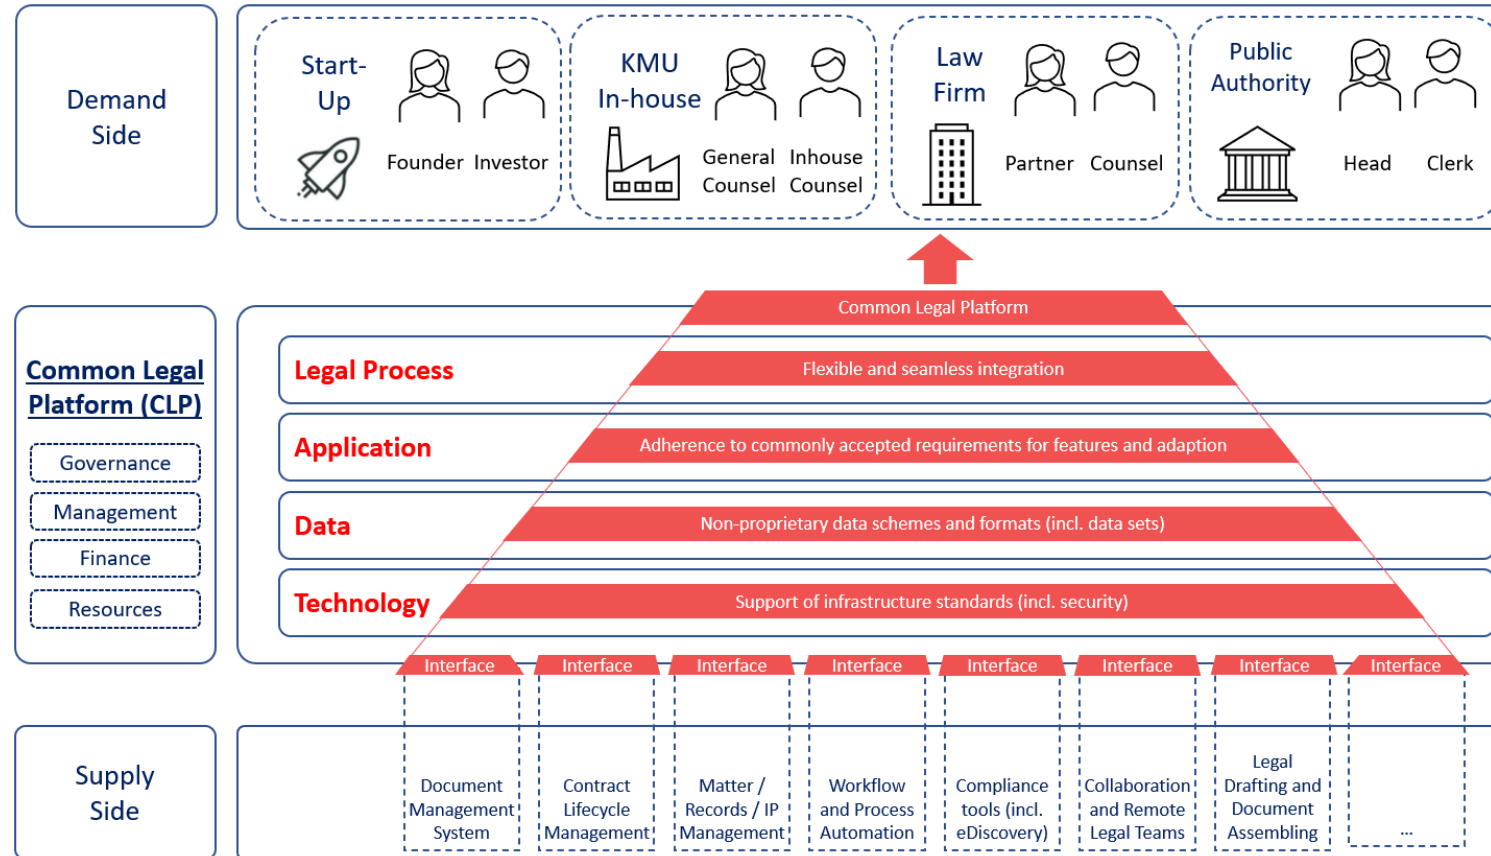 Demand
Side
Start-
Up
Founder
Investor
KMU
In-house
General
Counsel
Inhouse
Counsel
Law
Firm
Partner
Counsel
Public
Authority
Head
Clerk
Common Legal
Platform (CLP)
Governance
Management
Finance
Resources
Common Legal Platform
Legal Process
Flexible and seamless integration
Application
Adherence to commonly accepted requirements for features and adaption
Data
Non-proprietary data schemes and formats (incl. data sets)
Technology
Support of infrastructure standards (incl. security)
Interface
Interface
Interface
Interface
Interface
Interface
Interface
Interface
Supply
Side
Document
Management
System
Contract
Lifecycle
Management
Matter /
Records / IP
Management
Workflow
and Process
Automation
Compliance
tools (incl.
eDiscovery)
Collaboration
and Remote
Legal Teams
Legal
Drafting and
Document
Assembling
...